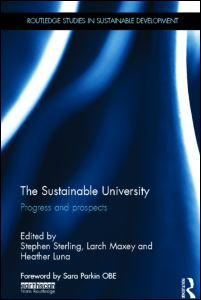 ROUTLEDGE STUDIES IN SUSTAINABLE DEVELOPMENT
The Sustainable University
Progress and prospects
Edited by
Stephen Sterling, Larch Maxey and
Heather Luna
earthscan
from Routledge
Foreword by Sara Parkin OBE
ROUTLEDGE